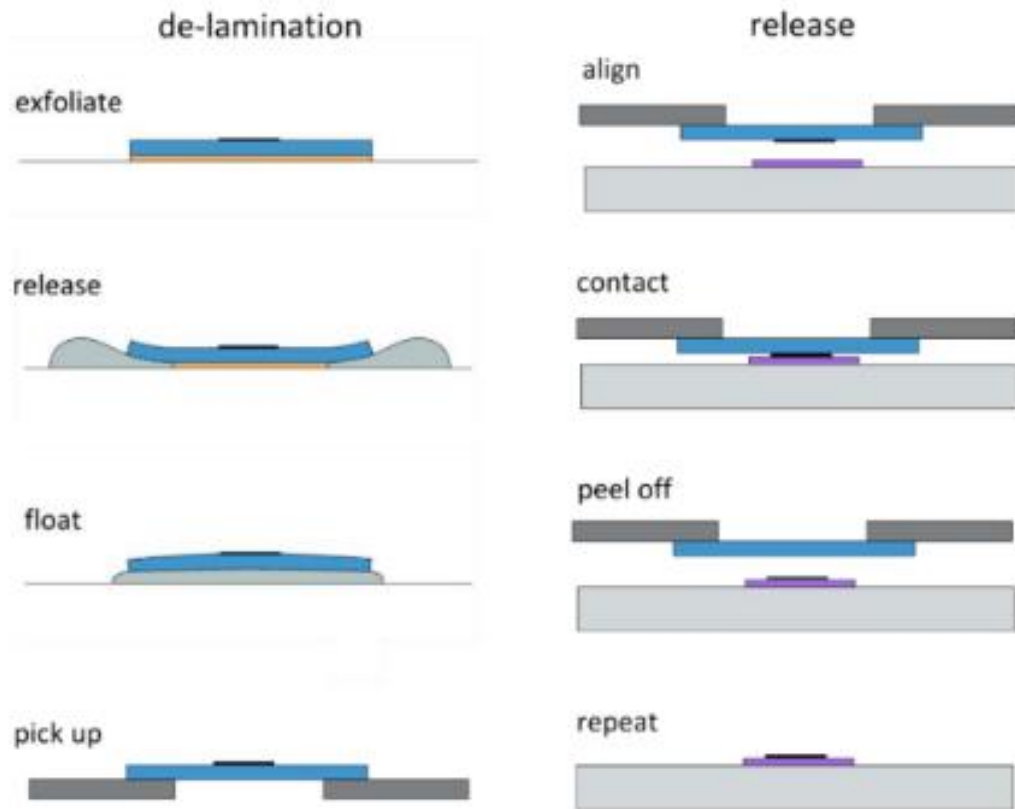 de-lamination
exfoliate
release
float
pick up
release
align
contact
peel off
repeat